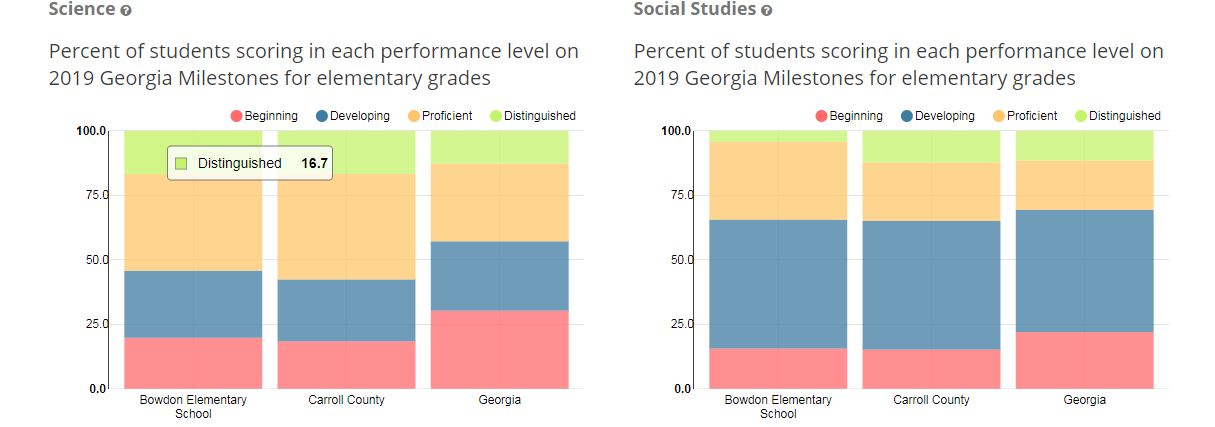 Science ?
Percent of students scoring in each performance level on
2019 Georgia Milestones for elementary grades
Beginning Developing Proficient Distinguished
100.0
75.0
50.0
25.0
0.0
Distinguished 16.7
Bowdon Elementary
School
Carroll County
Georgia
Social Studies ?
Percent of students scoring in each performance level on
2019 Georgia Milestones for elementary grades
Beginning Developing Proficient Distinguished
100.0
75.0
50.0
25.0
0.0
Bowdon Elementary
School
Carroll County
Georgia